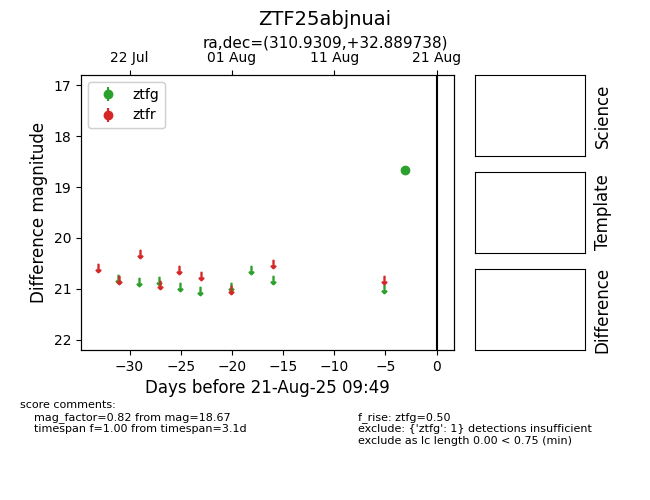 ZTF25abjnuai
ra,dec=(310.9309,+32.889738)
22 Jul 01 Aug 11 Aug 21 Aug
ztfg
ztfr
17
18
19
20
21
22
Difference magnitude
−30 −25 −20 −15 −10 −5 0
Days before 21-Aug-25 09:49
Science
Template
Difference
score comments:
mag_factor=0.82 from mag=18.67
timespan f=1.00 from timespan=3.1d
f_rise: ztfg=0.50
exclude: {'ztfg': 1} detections insufficient
exclude as lc length 0.00 < 0.75 (min)